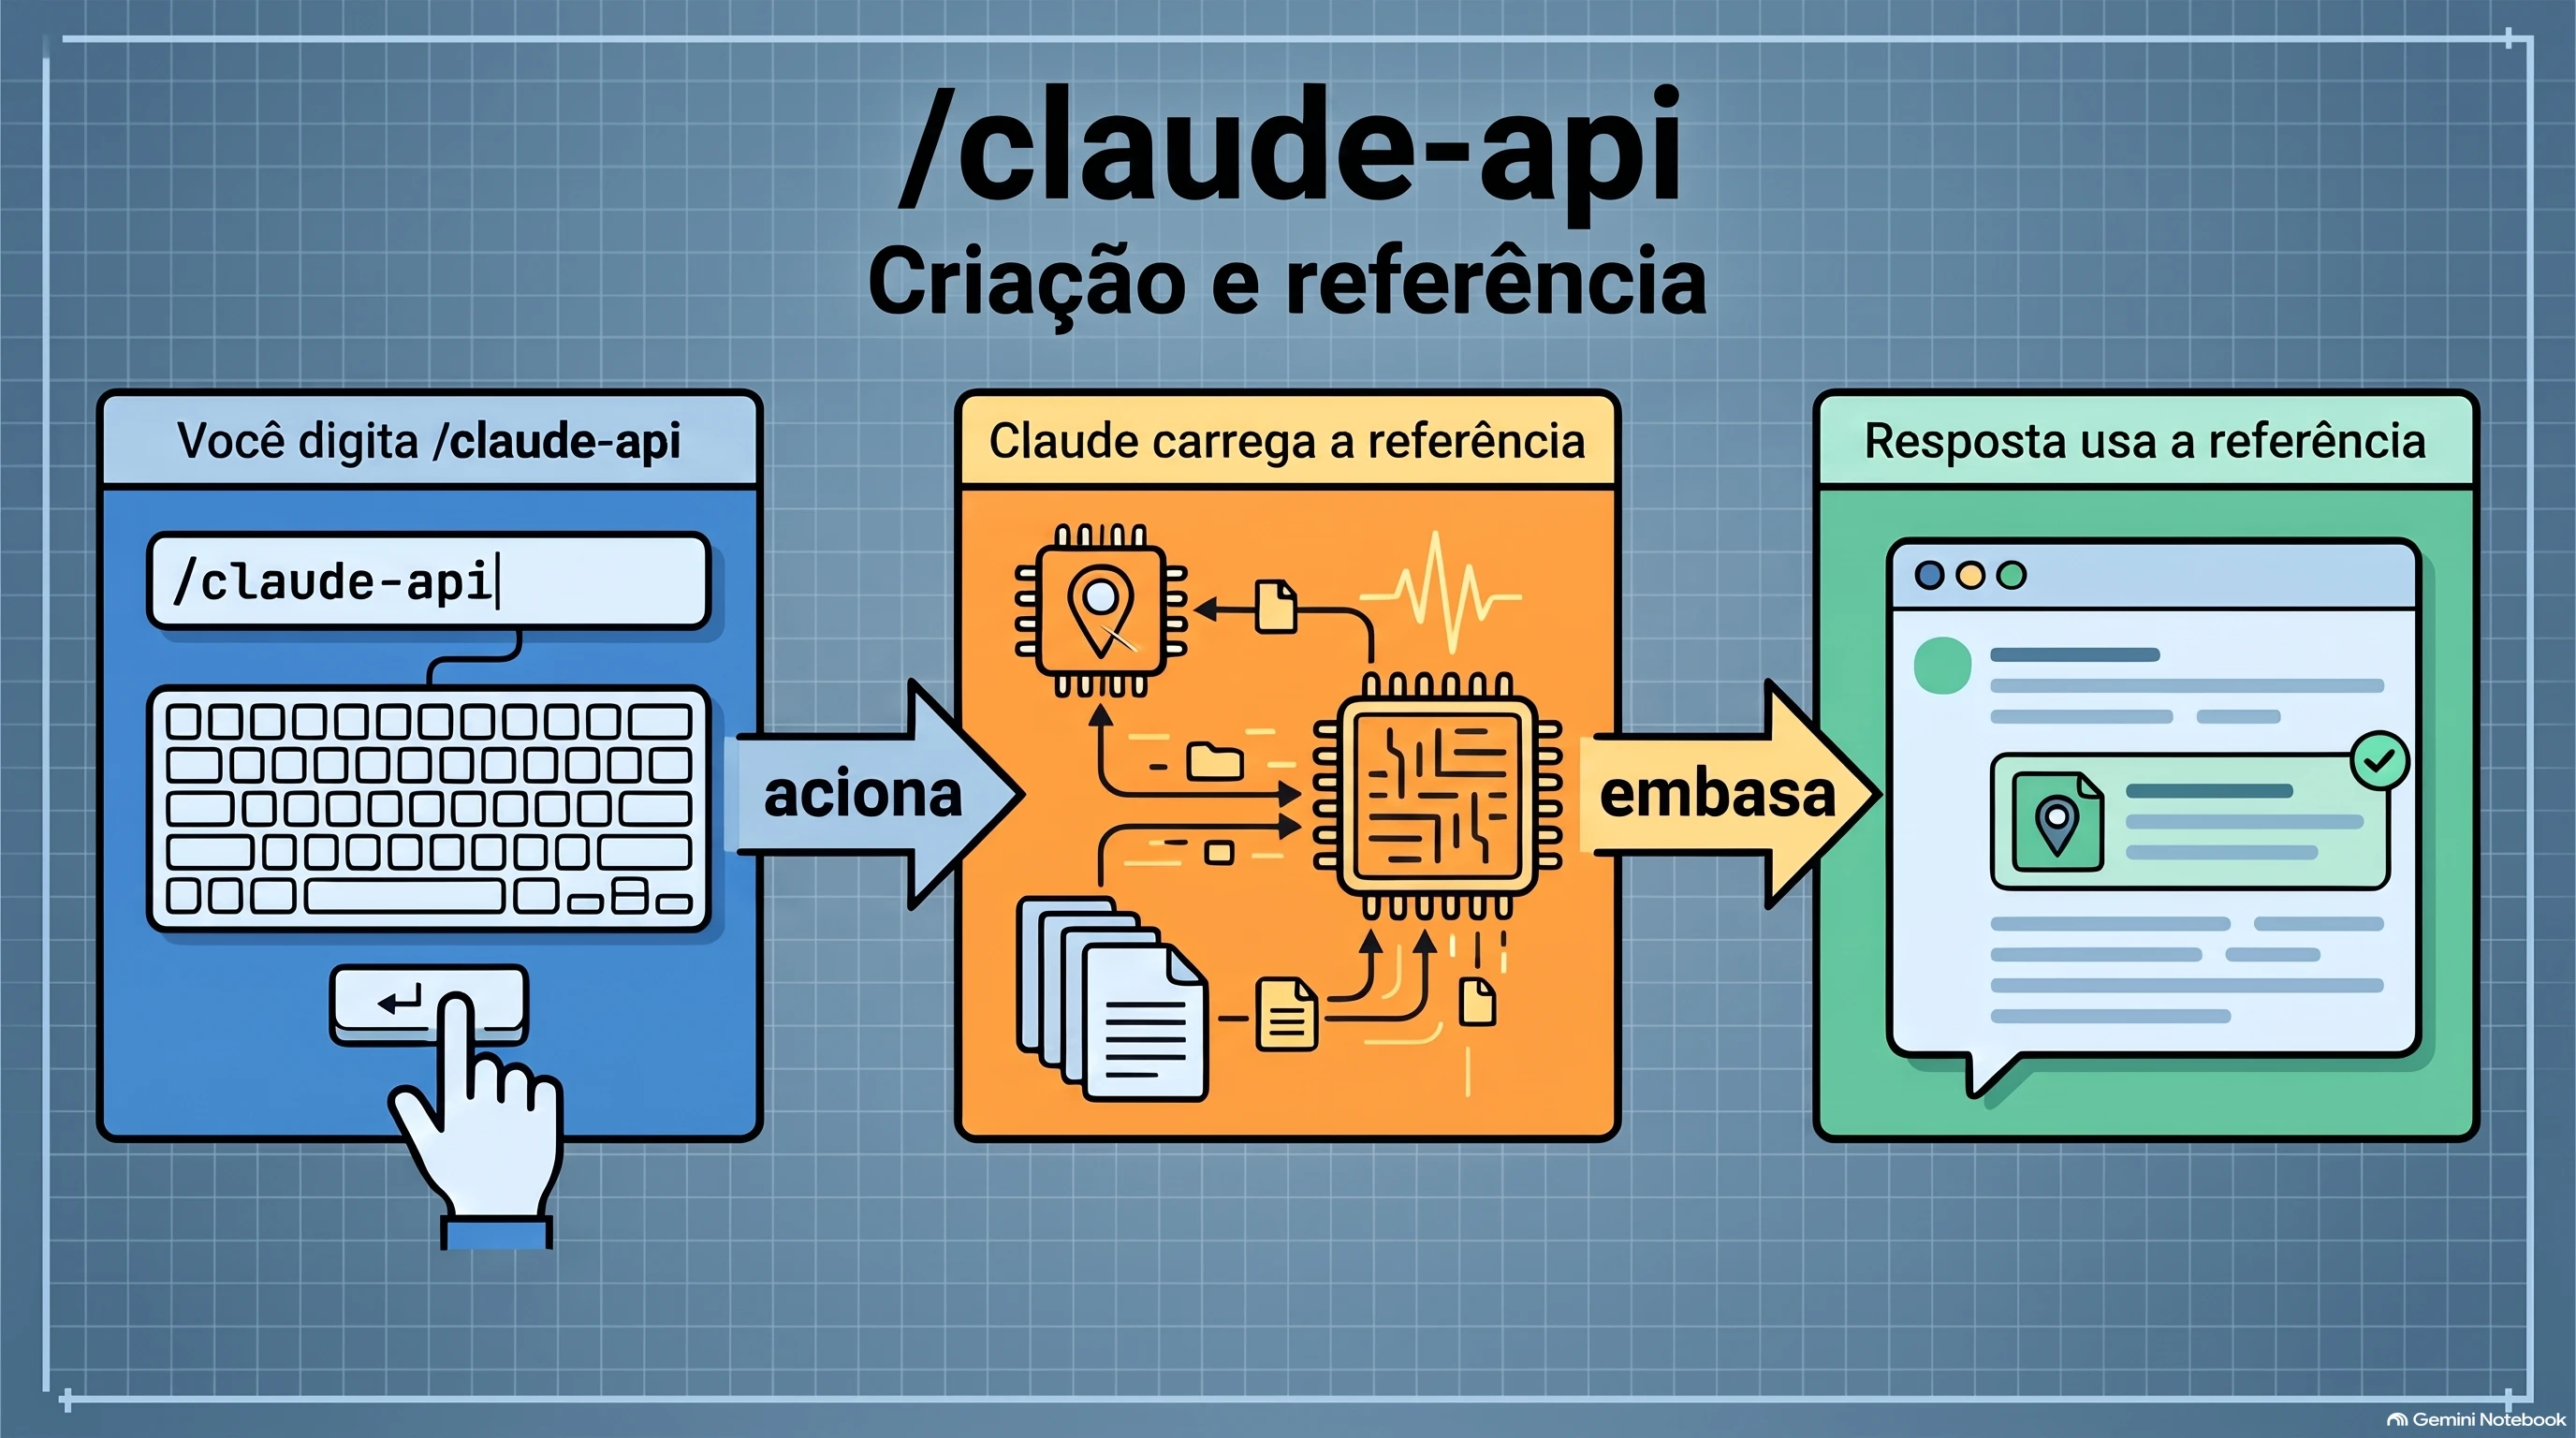 /claude-api
Criação e referência
Você digita /claude-api
/claude-api
aciona
Claude carrega a referência
embasa
Resposta usa a referência
Gemini Notebook